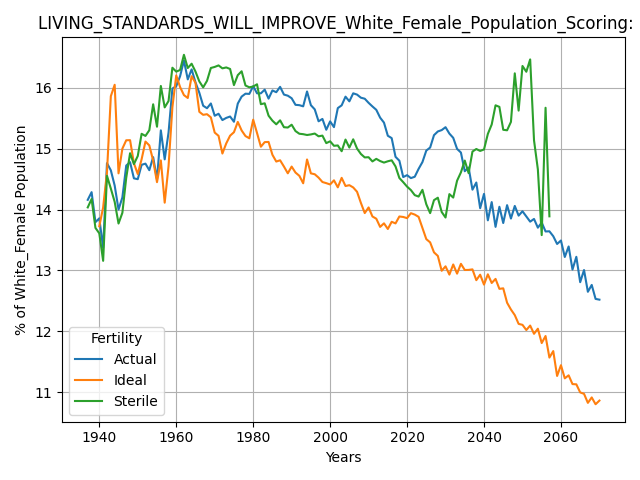 LIVING_STANDARDS_WILL_IMPROVE_White_Female_Population_Scoring:
% of White_Female Population
16
15
14
13
12
11
Fertility
Actual
Ideal
Sterile
1940 1960 1980 2000 2020 2040 2060
Years